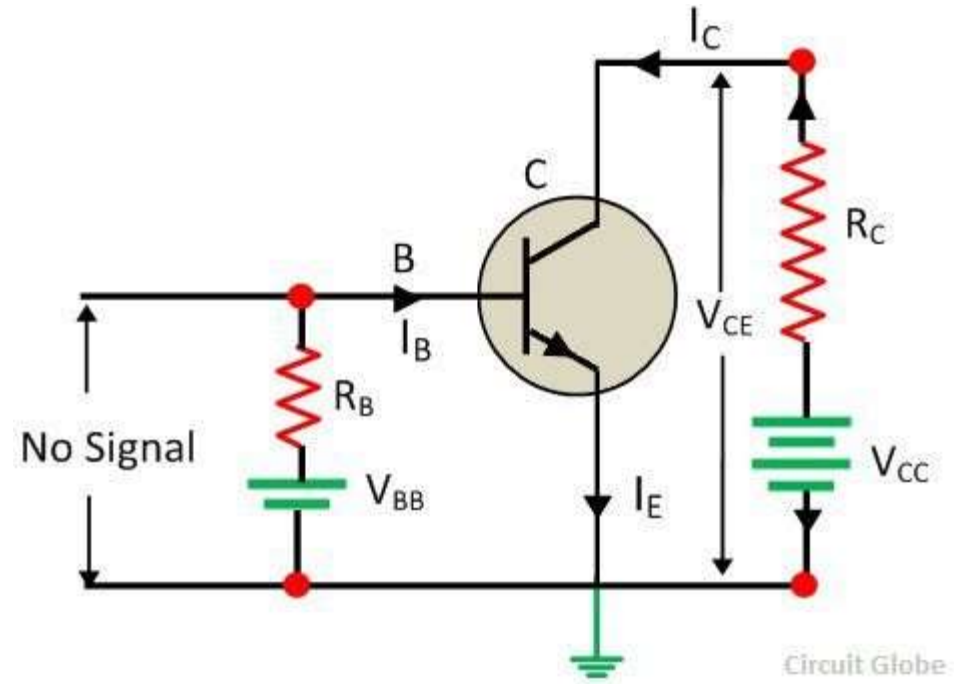 I_C
C
R_C
B
V_CE
I_B
R_B
No Signal
V_CC
V_BB
I_E
Circuit Globe